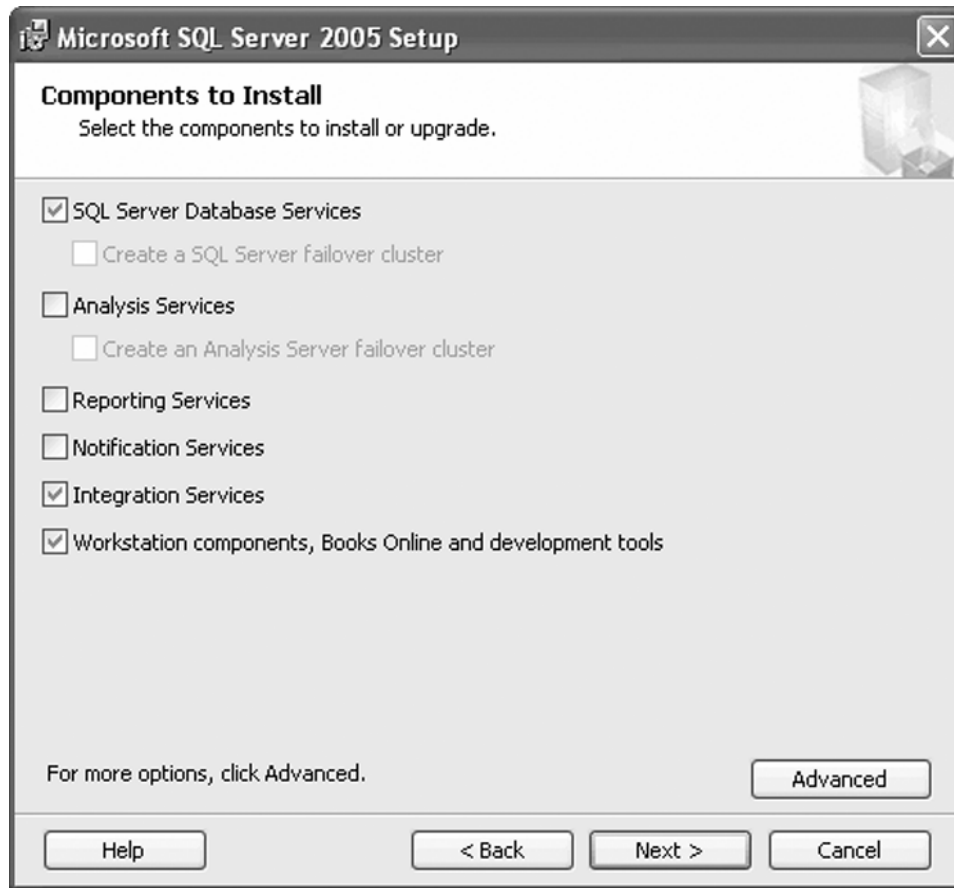 Microsoft SQL Server 2005 Setup
Components to Install
Select the components to install or upgrade.
SQL Server Database Services
Create a SQL Server failover cluster
Analysis Services
Create an Analysis Server failover cluster
Reporting Services
Notification Services
Integration Services
Workstation components, Books Online and development tools
For more options, click Advanced.
Advanced
Help
< Back
Next >
Cancel